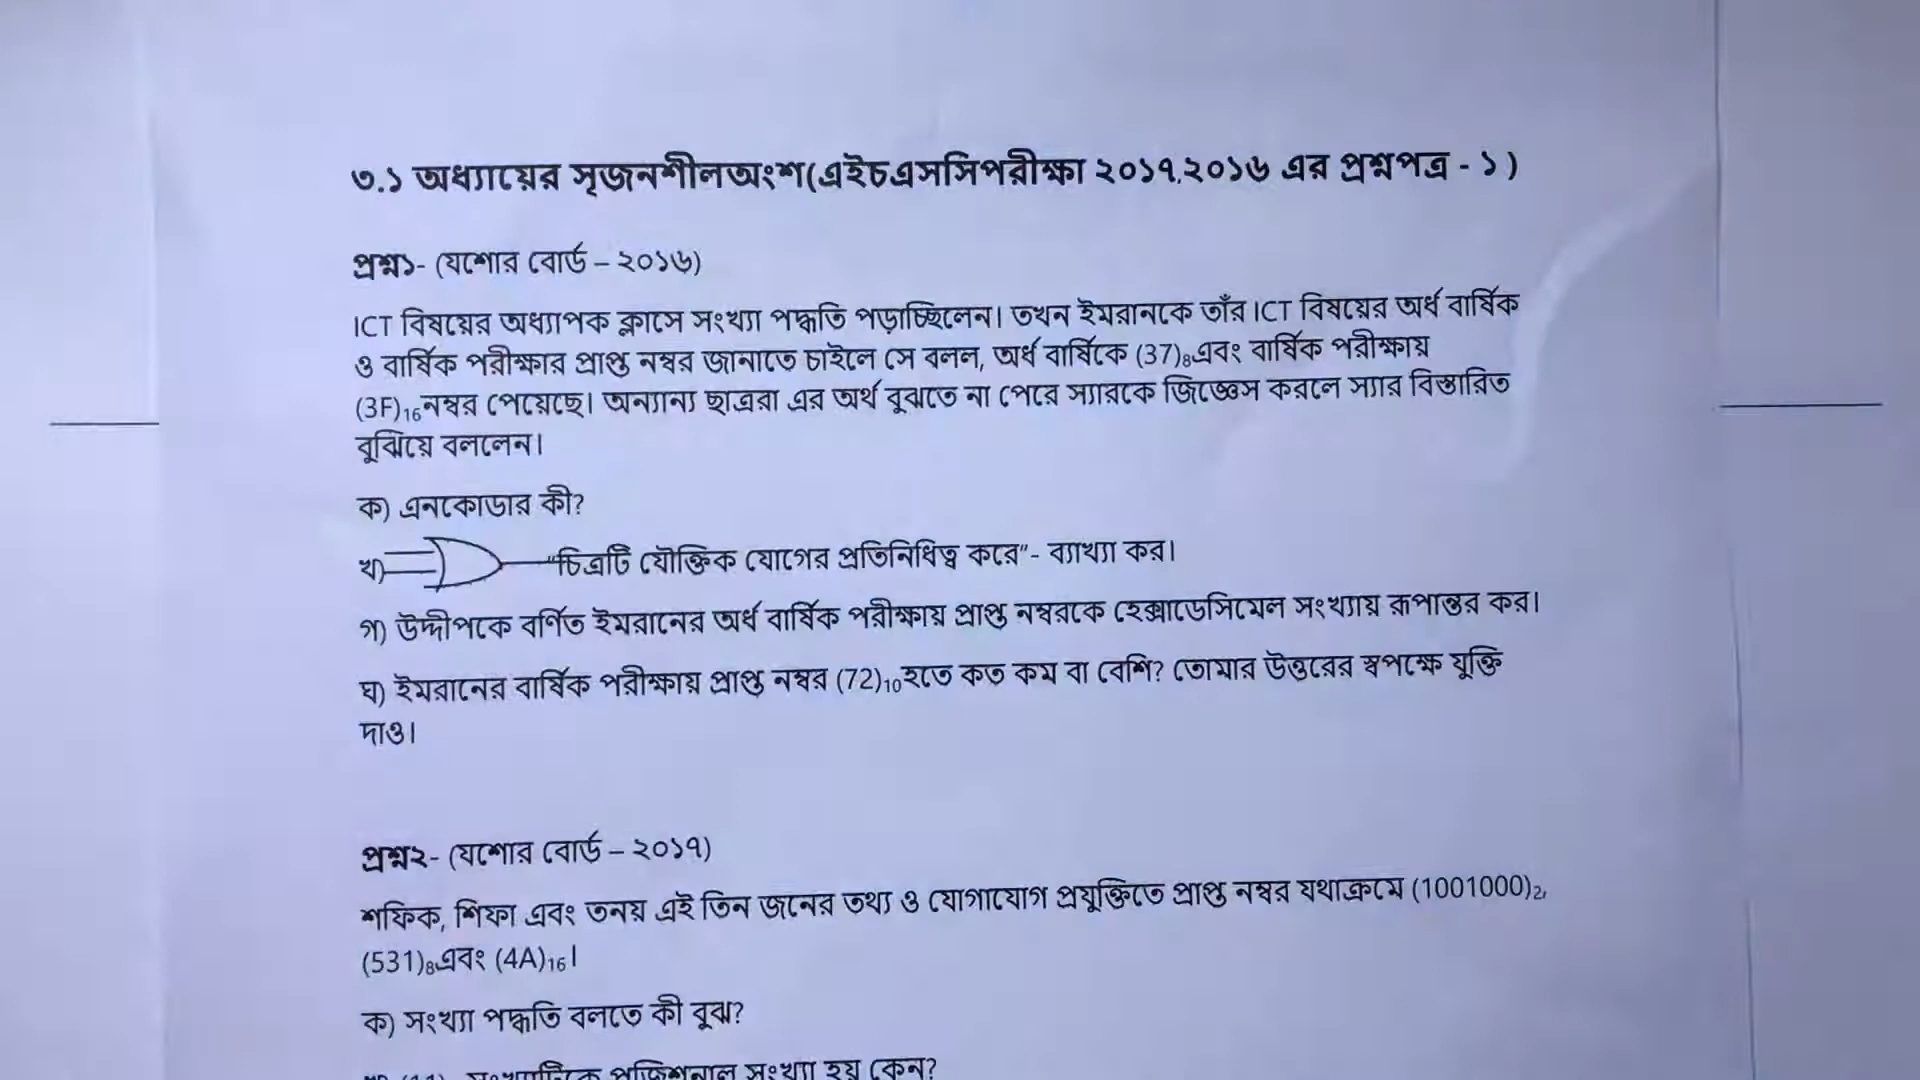 ৩.১ অধ্যায়ের সৃজনশীলঅংশ(এইচএসসিপরীক্ষা ২০১৭,২০১৬ এর প্রশ্নপত্র - ১ )
প্রশ্ন১- (যশোর বোর্ড – ২০১৬)
ICT বিষয়ের অধ্যাপক ক্লাসে সংখ্যা পদ্ধতি পড়াচ্ছিলেন। তখন ইমরানকে তাঁর ICT বিষয়ের অর্ধ বার্ষিক
ও বার্ষিক পরীক্ষার প্রাপ্ত নম্বর জানাতে চাইলে সে বলল, অর্ধ বার্ষিকে (37)₈এবং বার্ষিক পরীক্ষায়
(3F)₁₆নম্বর পেয়েছে। অন্যান্য ছাত্ররা এর অর্থ বুঝতে না পেরে স্যারকে জিজ্ঞেস করলে স্যার বিস্তারিত
বুঝিয়ে বললেন।
ক) এনকোডার কী?
খ) "চিত্রটি যৌক্তিক যোগের প্রতিনিধিত্ব করে"- ব্যাখ্যা কর।
গ) উদ্দীপকে বর্ণিত ইমরানের অর্ধ বার্ষিক পরীক্ষায় প্রাপ্ত নম্বরকে হেক্সাডেসিমেল সংখ্যায় রূপান্তর কর।
ঘ) ইমরানের বার্ষিক পরীক্ষায় প্রাপ্ত নম্বর (72)₁₀হতে কত কম বা বেশি? তোমার উত্তরের স্বপক্ষে যুক্তি
দাও।
প্রশ্ন২- (যশোর বোর্ড – ২০১৭)
শফিক, শিফা এবং তনয় এই তিন জনের তথ্য ও যোগাযোগ প্রযুক্তিতে প্রাপ্ত নম্বর যথাক্রমে (1001000)₂,
(531)₈এবং (4A)₁₆।
ক) সংখ্যা পদ্ধতি বলতে কী বুঝ?
সংখ্যাটিকে পজিশনাল সংখ্যা হয় কেন?